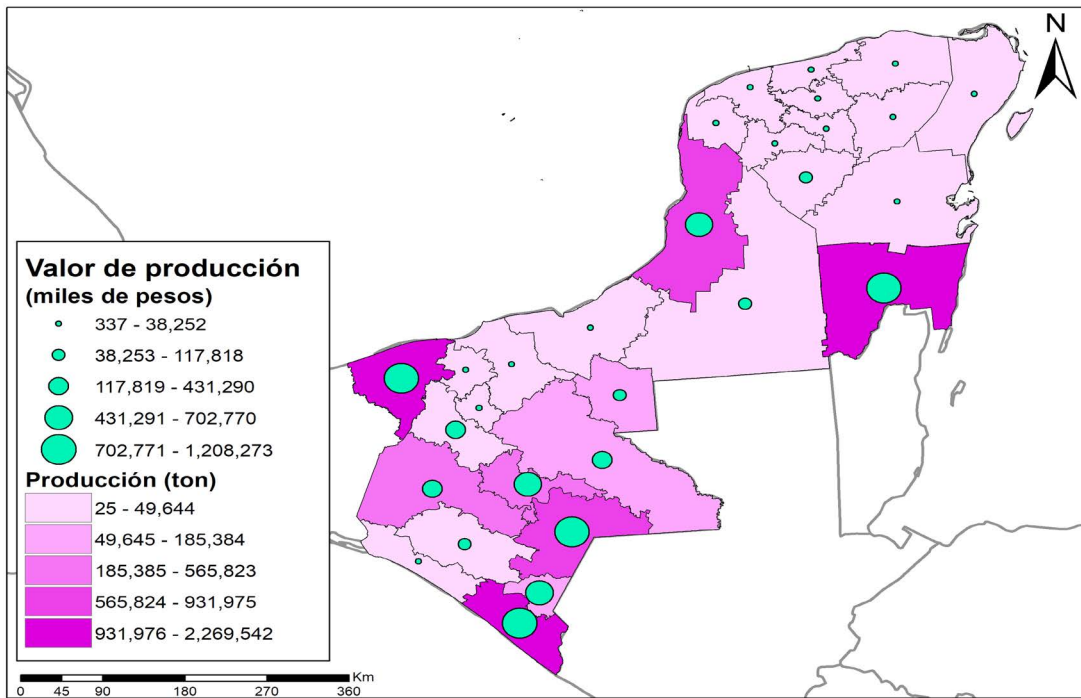 N
Valor de producción
(miles de pesos)
337 - 38,252
38,253 - 117,818
117,819 - 431,290
431,291 - 702,770
702,771 - 1,208,273
Producción (ton)
25 - 49,644
49,645 - 185,384
185,385 - 565,823
565,824 - 931,975
931,976 - 2,269,542
Km
0 45 90 180 270 360